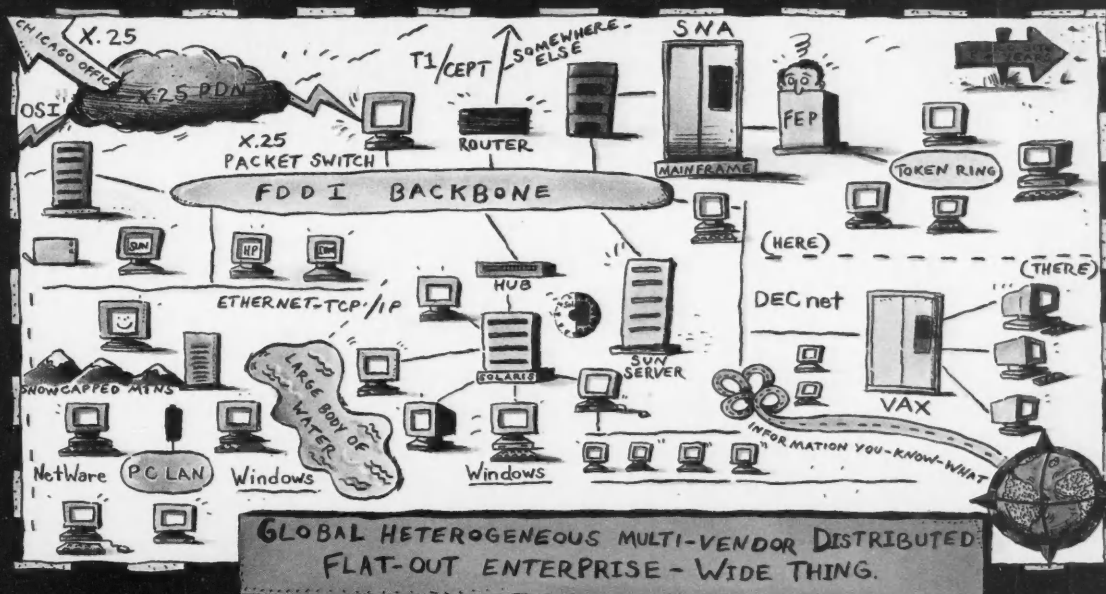 CHICAGO OFFICE
X.25
OSI
X.25 PDN
T1/CEPT
SOMEWHERE-
ELSE
SNA
FEP
YEARS
X.25
PACKET SWITCH
ROUTER
MAINFRAME
TOKEN RING
FDDI BACKBONE
SUN
HP
IBM
(HERE)
(THERE)
HUB
ETHERNET-TCP/IP
DECnet
SNOWCAPPED MTNS
LARGE BODY OF
WATER
SOLARIS
SUN
SERVER
VAX
NetWare
PC LAN
Windows
Windows
INFORMATION YOU-KNOW-WHAT
GLOBAL HETEROGENEOUS MULTI-VENDOR DISTRIBUTED
FLAT-OUT ENTERPRISE-WIDE THING.